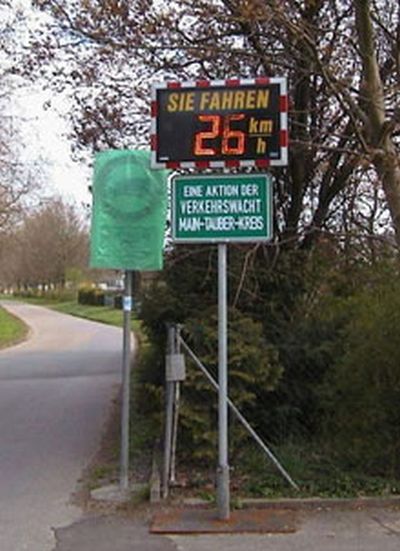 SIE FAHREN
26 km
h
EINE AKTION DER
VERKEHRSWACHT
MAIN-TAUBER-KREIS